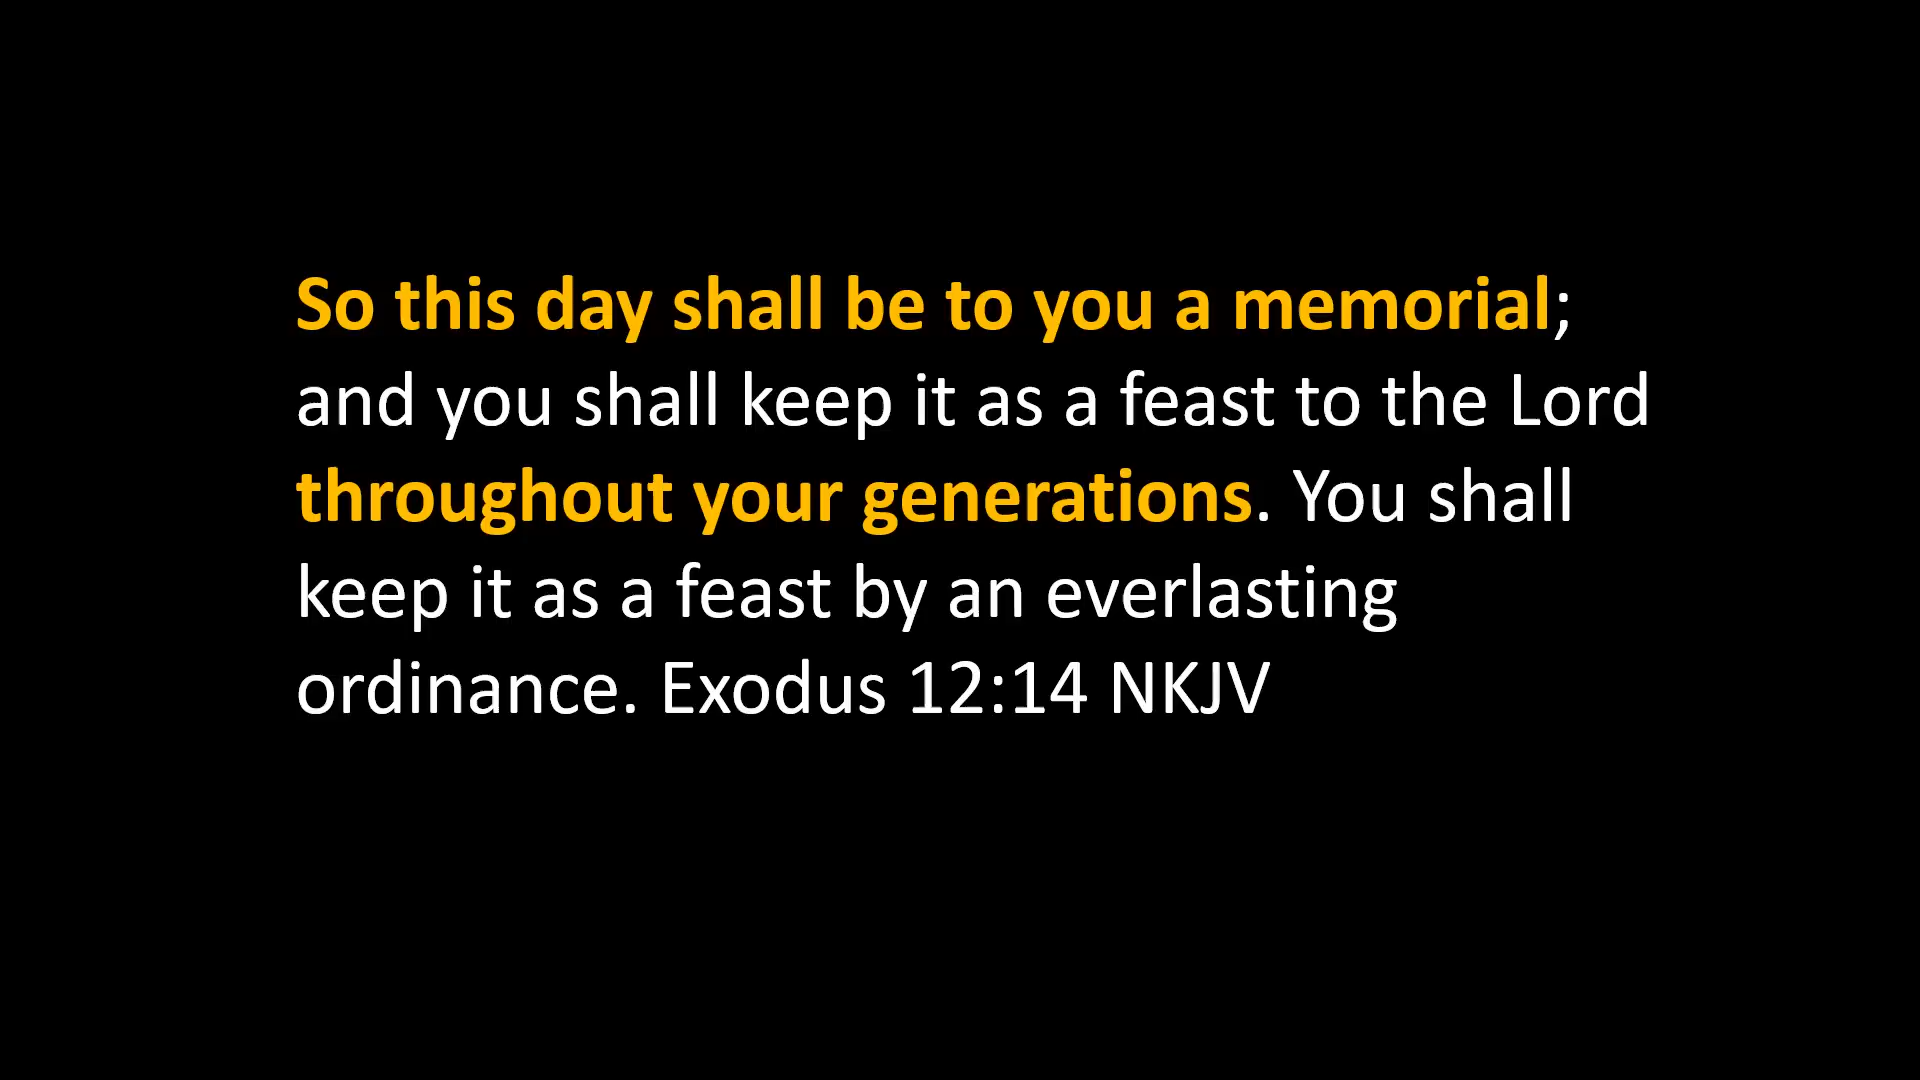 So this day shall be to you a memorial;
and you shall keep it as a feast to the Lord
throughout your generations. You shall
keep it as a feast by an everlasting
ordinance. Exodus 12:14 NKJV